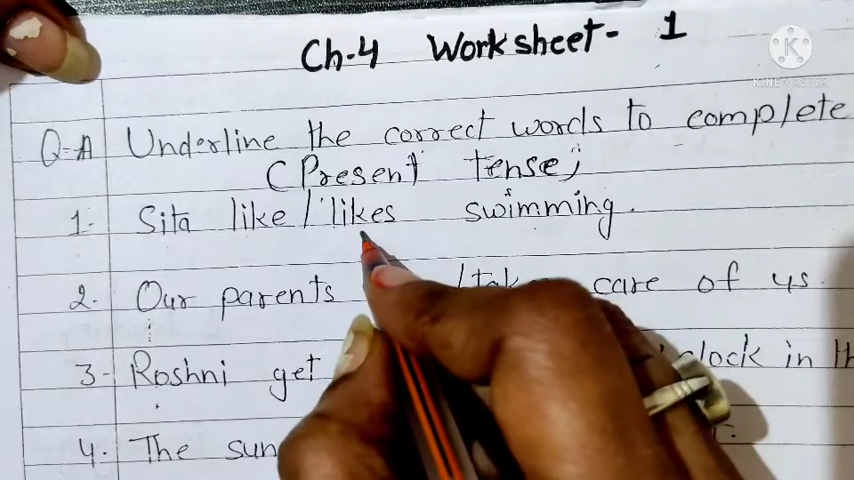 Ch-4 Worksheet- 1
KINEMASTER
Q-A Underline the correct words to complete
(Present tense)
1. Sita like/likes swimming.
2. Our parents care of us.
3- Roshni get clock in
4. The sun